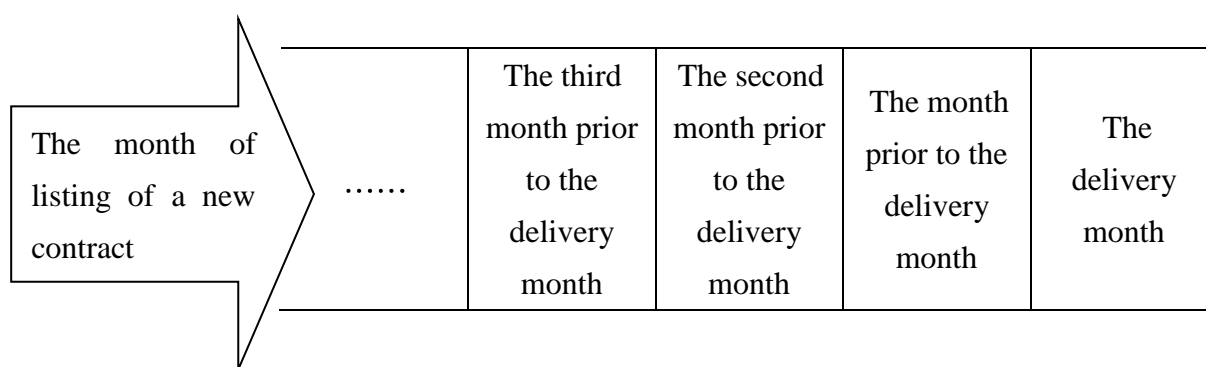 The month of
listing of a new
contract
……
The third
month prior
to the
delivery
month
The second
month prior
to the
delivery
month
The month
prior to the
delivery
month
The
delivery
month